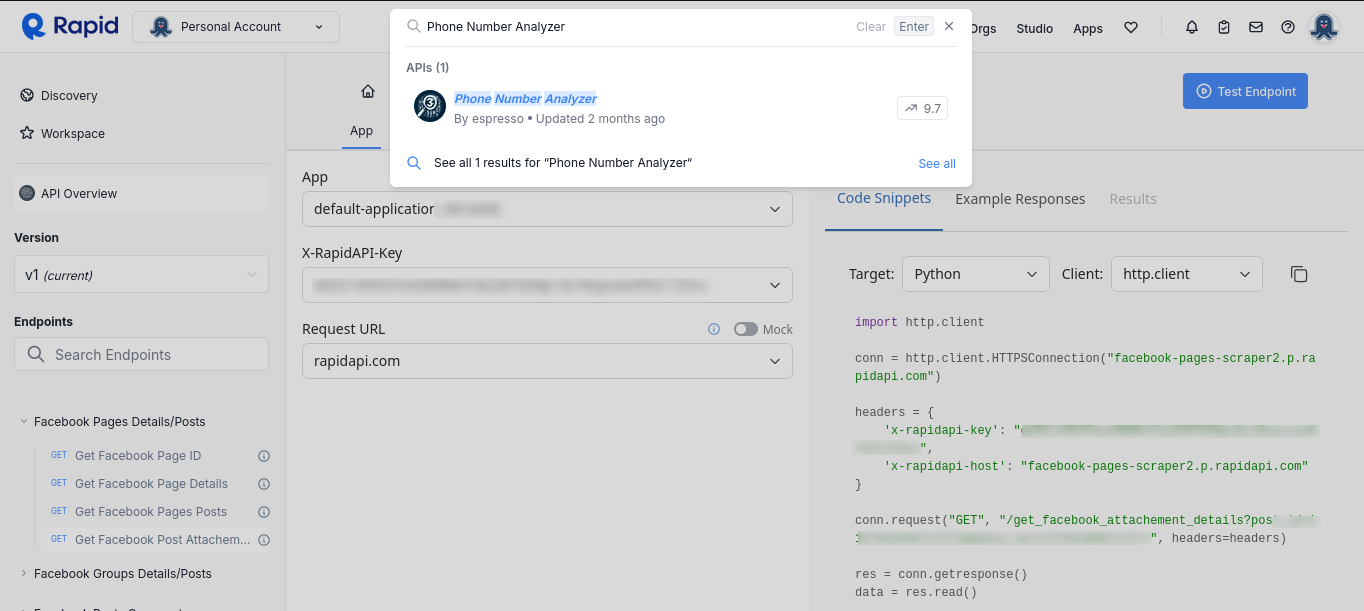 Rapid
Personal Account
Phone Number Analyzer
Clear
Enter
Orgs
Studio
Apps
APIs (1)
Phone Number Analyzer
By espresso • Updated 2 months ago
9.7
See all 1 results for “Phone Number Analyzer“
See all
Discovery
Workspace
API Overview
Version
v1 (current)
Endpoints
Search Endpoints
Facebook Pages Details/Posts
GET Get Facebook Page ID
GET Get Facebook Page Details
GET Get Facebook Pages Posts
GET Get Facebook Post Attachem...
Facebook Groups Details/Posts
App
Test Endpoint
App
default-application
X-RapidAPI-Key
Request URL
Mock
rapidapi.com
Code Snippets
Example Responses
Results
Target:
Python
Client:
http.client
import http.client
conn = http.client.HTTPSConnection("facebook-pages-scraper2.p.ra
pidapi.com")
headers = {
'x-rapidapi-key': "
",
'x-rapidapi-host': "facebook-pages-scraper2.p.rapidapi.com"
}
conn.request("GET", "/get_facebook_attachement_details?pos
", headers=headers)
res = conn.getresponse()
data = res.read()